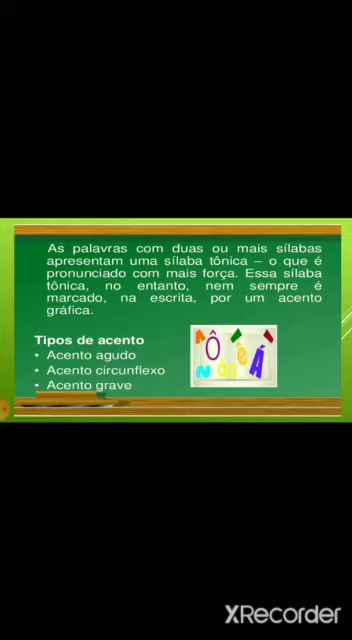 As palavras com duas ou mais sílabas
apresentam uma sílaba tônica – o que é
pronunciado com mais força. Essa sílaba
tônica, no entanto, nem sempre é
marcado, na escrita, por um acento
gráfica.
Tipos de acento
• Acento agudo
• Acento circunflexo
• Acento grave
XRecorder